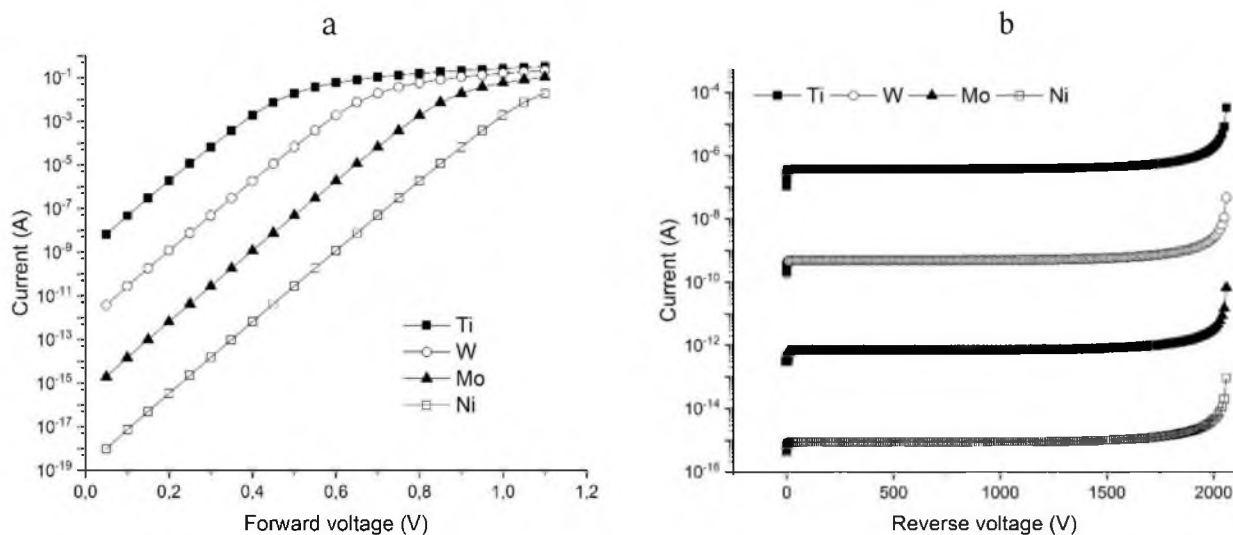 a
10^-1
10^-3
10^-5
10^-7
10^-9
10^-11
10^-13
10^-15
10^-17
10^-19
Current (A)
Ti
W
Mo
Ni
0,0 0,2 0,4 0,6 0,8 1,0 1,2
Forward voltage (V)
b
Ti W Mo Ni
10^-4
10^-6
10^-8
10^-10
10^-12
10^-14
10^-16
Current (A)
0 500 1000 1500 2000
Reverse voltage (V)